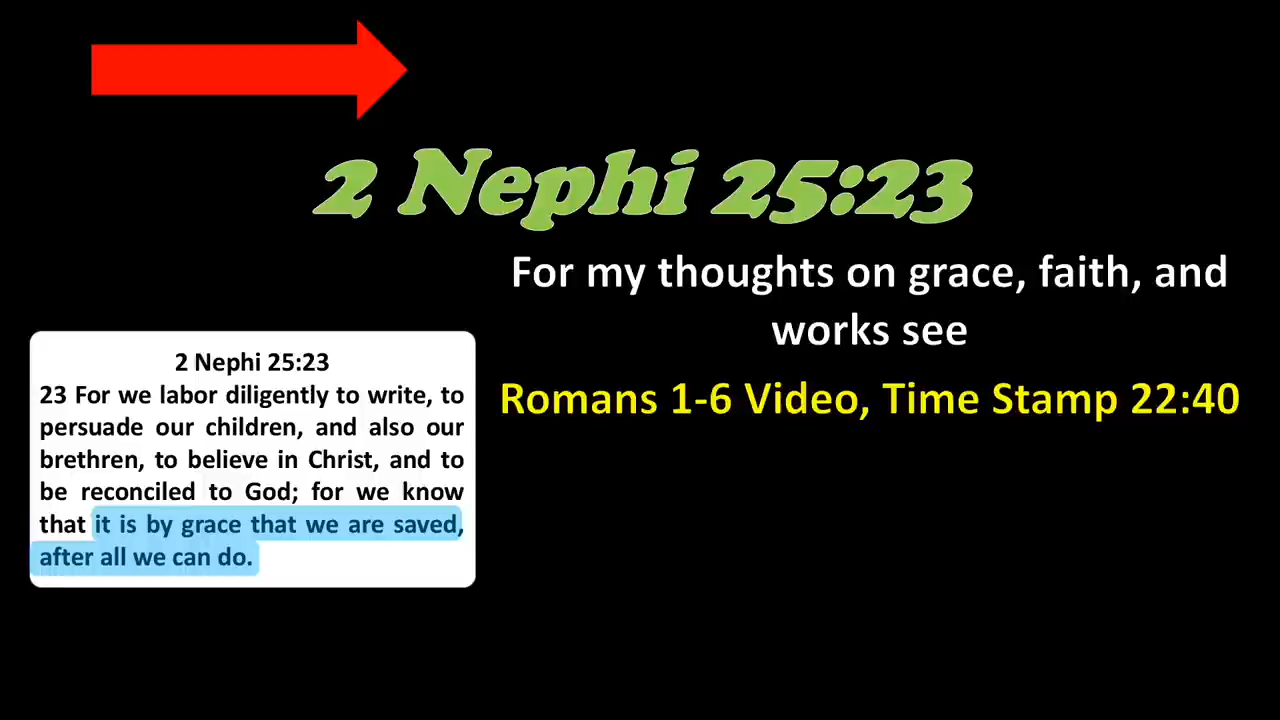 2 Nephi 25:23
For my thoughts on grace, faith, and
works see
Romans 1-6 Video, Time Stamp 22:40
2 Nephi 25:23
23 For we labor diligently to write, to
persuade our children, and also our
brethren, to believe in Christ, and to
be reconciled to God; for we know
that it is by grace that we are saved,
after all we can do.